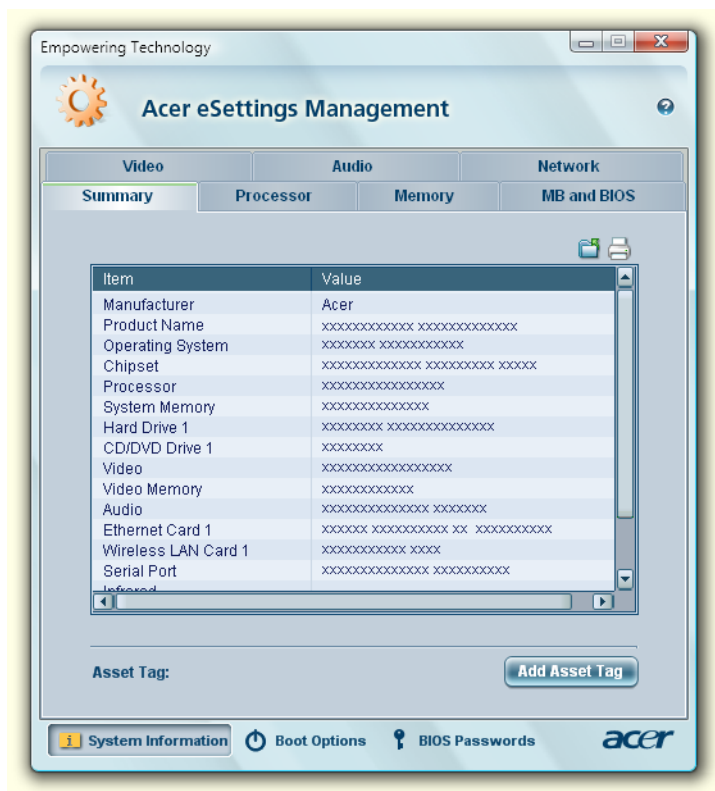 Empowering Technology
Acer eSettings Management
Video Audio Network
Summary Processor Memory MB and BIOS
Item Value
Manufacturer Acer
Product Name xxxxxxxxxxxx xxxxxxxxxxxxx
Operating System xxxxxxx xxxxxxxxxxx
Chipset xxxxxxxxxxxxx xxxxxxxxx xxxxx
Processor xxxxxxxxxxxxxxxx
System Memory xxxxxxxxxxxxxx
Hard Drive 1 xxxxxxxx xxxxxxxxxxxxxx
CD/DVD Drive 1 xxxxxxxx
Video xxxxxxxxxxxxxxxxx
Video Memory xxxxxxxxxxxx
Audio xxxxxxxxxxxxxx xxxxxxx
Ethernet Card 1 xxxxxx xxxxxxxxxx xx xxxxxxxxxx
Wireless LAN Card 1 xxxxxxxxxxx xxxx
Serial Port xxxxxxxxxxxxxx xxxxxxxxxx
Infrared
Asset Tag: Add Asset Tag
System Information Boot Options BIOS Passwords acer